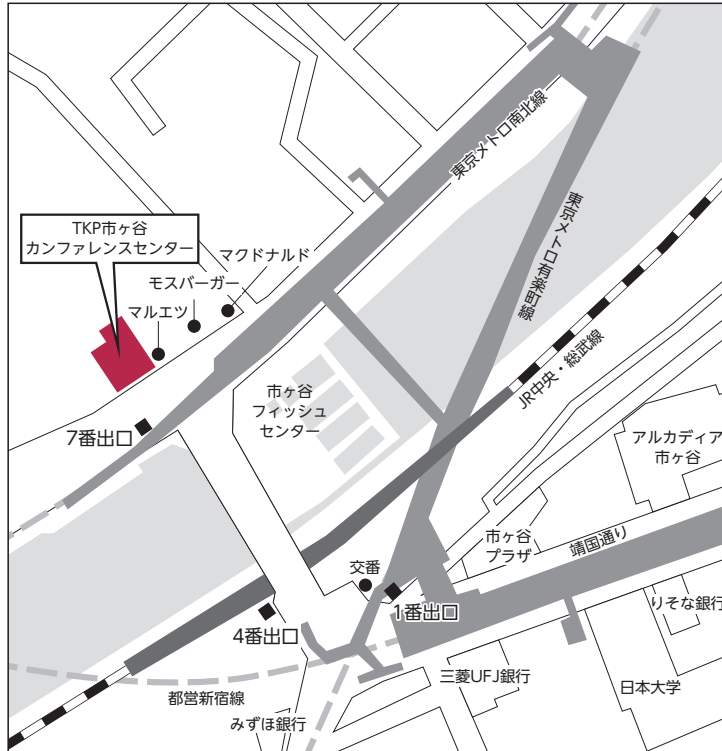 東京メトロ南北線
東京メトロ有楽町線
TKP市ヶ谷
カンファレンスセンター
マクドナルド
モスバーガー
マルエツ
JR中央・総武線
市ヶ谷
フィッシュ
センター
7番出口
アルカディア
市ヶ谷
市ヶ谷
プラザ
靖国通り
交番
1番出口
りそな銀行
4番出口
三菱UFJ銀行
日本大学
都営新宿線
みずほ銀行